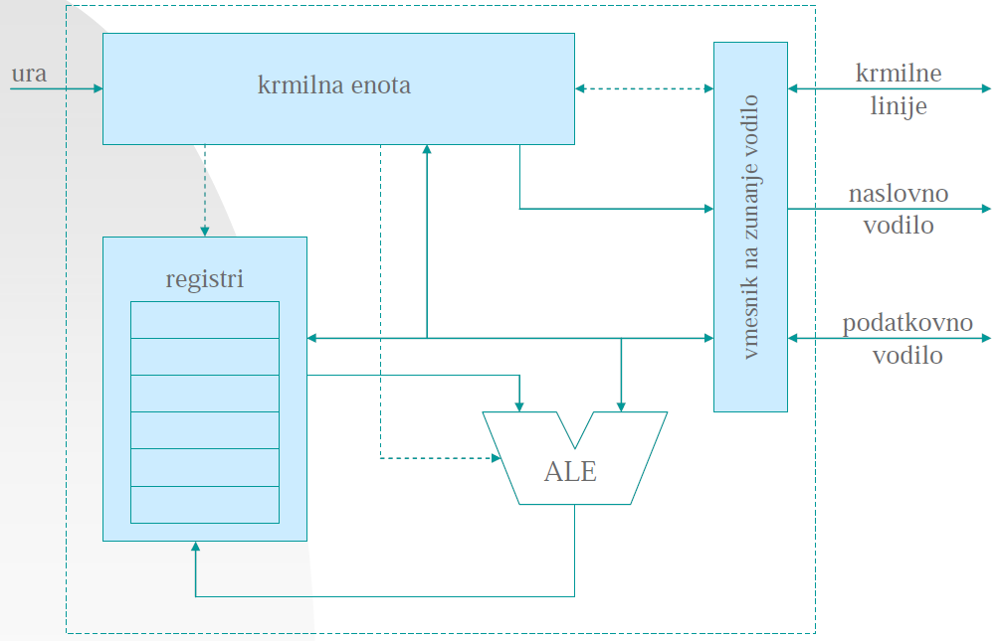 ura
krmilna enota
krmilne
linije
vmesnik na zunanje vodilo
naslovno
vodilo
registri
podatkovno
vodilo
ALE